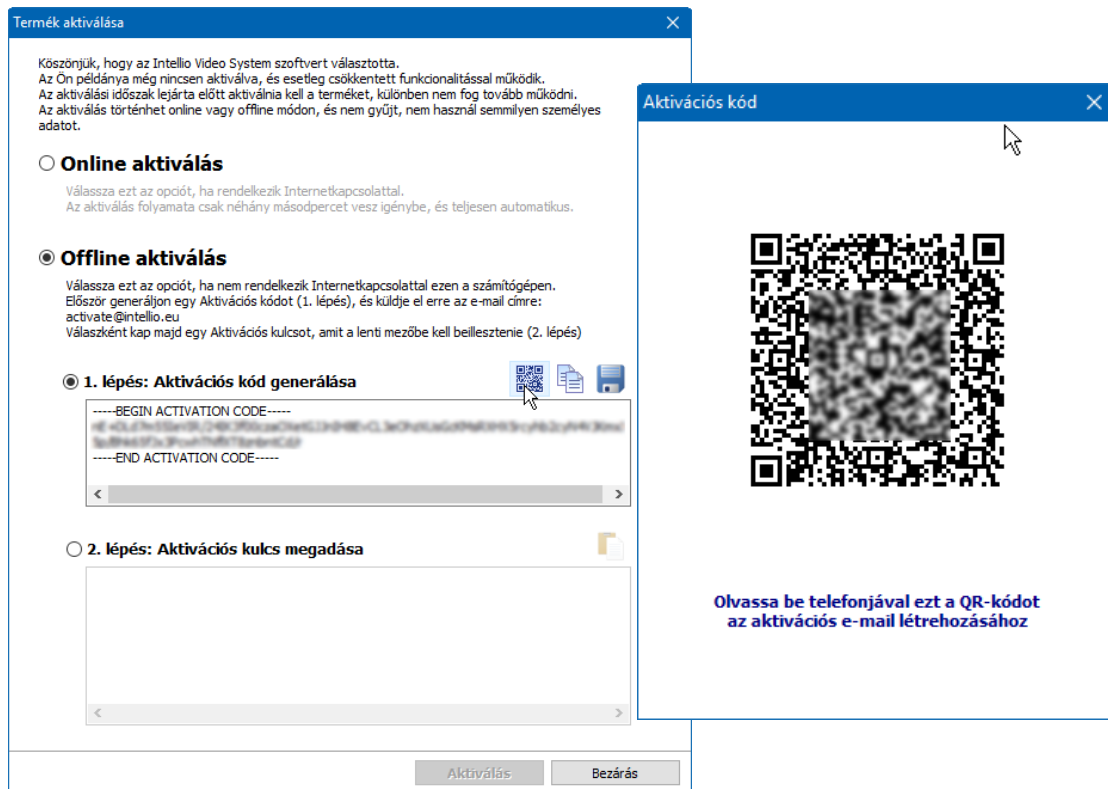 Termék aktiválása
Köszönjük, hogy az Intellio Video System szoftvert választotta.
Az Ön példánya még nincsen aktiválva, és esetleg csökkentett funkcionalitással működik.
Az aktiválási időszak lejárta előtt aktiválnia kell a terméket, különben nem fog tovább működni.
Az aktiválás történhet online vagy offline módon, és nem gyűjt, nem használ semmilyen személyes
adatot.
Online aktiválás
Válassza ezt az opciót, ha rendelkezik Internetkapcsolattal.
Az aktiválás folyamata csak néhány másodpercet vesz igénybe, és teljesen automatikus.
Offline aktiválás
Válassza ezt az opciót, ha nem rendelkezik Internetkapcsolattal ezen a számítógépen.
Először generáljon egy Aktivációs kódot (1. lépés), és küldje el erre az e-mail címre:
activate@intellio.eu
Válaszként kap majd egy Aktivációs kulcsot, amit a lenti mezőbe kell beillesztenie (2. lépés)
1. lépés: Aktivációs kód generálása
-----BEGIN ACTIVATION CODE-----
-----END ACTIVATION CODE-----
2. lépés: Aktivációs kulcs megadása
Aktiválás
Bezárás
Aktivációs kód
Olvassa be telefonjával ezt a QR-kódot
az aktivációs e-mail létrehozásához